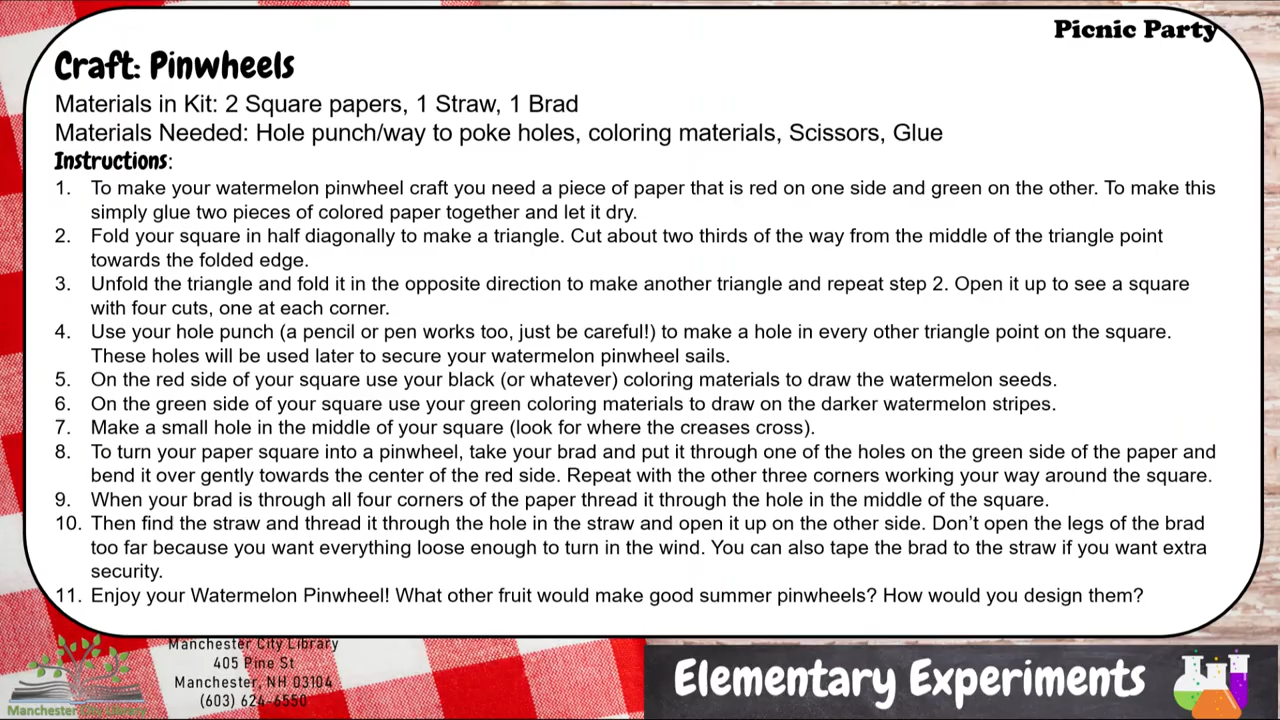 Picnic Party
Craft: Pinwheels
Materials in Kit: 2 Square papers, 1 Straw, 1 Brad
Materials Needed: Hole punch/way to poke holes, coloring materials, Scissors, Glue
Instructions:
1. To make your watermelon pinwheel craft you need a piece of paper that is red on one side and green on the other. To make this
simply glue two pieces of colored paper together and let it dry.
2. Fold your square in half diagonally to make a triangle. Cut about two thirds of the way from the middle of the triangle point
towards the folded edge.
3. Unfold the triangle and fold it in the opposite direction to make another triangle and repeat step 2. Open it up to see a square
with four cuts, one at each corner.
4. Use your hole punch (a pencil or pen works too, just be careful!) to make a hole in every other triangle point on the square.
These holes will be used later to secure your watermelon pinwheel sails.
5. On the red side of your square use your black (or whatever) coloring materials to draw the watermelon seeds.
6. On the green side of your square use your green coloring materials to draw on the darker watermelon stripes.
7. Make a small hole in the middle of your square (look for where the creases cross).
8. To turn your paper square into a pinwheel, take your brad and put it through one of the holes on the green side of the paper and
bend it over gently towards the center of the red side. Repeat with the other three corners working your way around the square.
9. When your brad is through all four corners of the paper thread it through the hole in the middle of the square.
10. Then find the straw and thread it through the hole in the straw and open it up on the other side. Don’t open the legs of the brad
too far because you want everything loose enough to turn in the wind. You can also tape the brad to the straw if you want extra
security.
11. Enjoy your Watermelon Pinwheel! What other fruit would make good summer pinwheels? How would you design them?
Manchester City Library
405 Pine St
Manchester, NH 03104
(603) 624-6550
Manchester City Library
Elementary Experiments